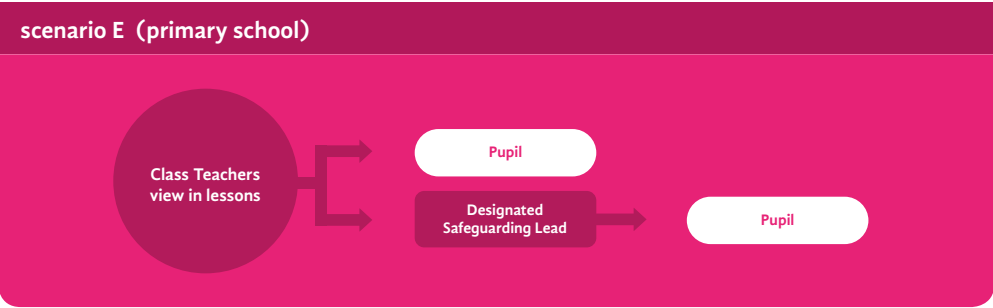 scenario E (primary school)
Class Teachers
view in lessons
Pupil
Designated
Safeguarding Lead
Pupil